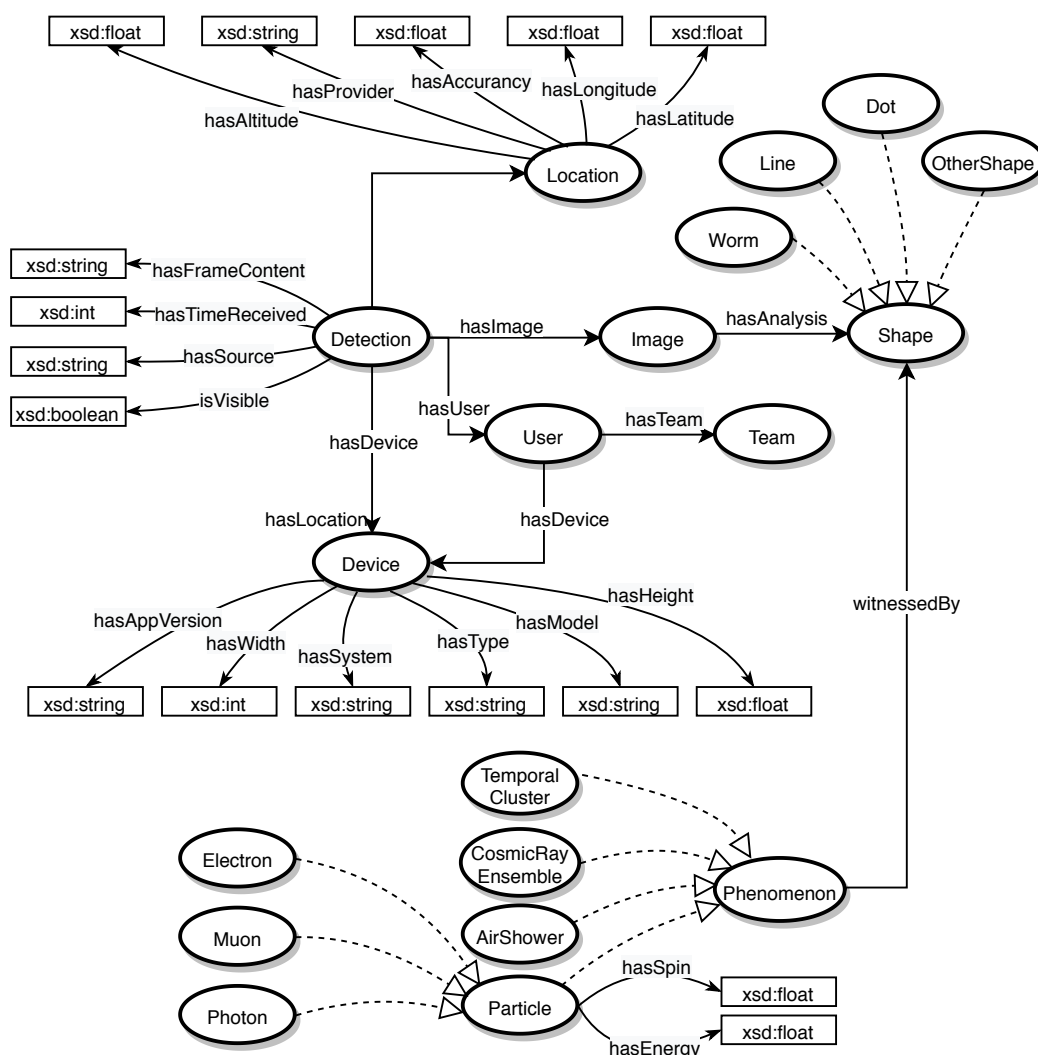 xsd:float
xsd:string
xsd:float
xsd:float
xsd:float
hasProvider
hasAccurancy
hasLongitude
hasAltitude
hasLatitude
Location
Dot
Line
OtherShape
Worm
xsd:string
hasFrameContent
xsd:int
hasTimeReceived
xsd:string
hasSource
xsd:boolean
isVisible
Detection
hasImage
Image
hasAnalysis
Shape
hasUser
User
hasTeam
Team
hasDevice
hasLocation
hasDevice
Device
hasAppVersion
hasWidth
hasSystem
hasType
hasModel
hasHeight
witnessedBy
xsd:string
xsd:int
xsd:string
xsd:string
xsd:string
xsd:float
Temporal
Cluster
Electron
CosmicRay
Ensemble
Phenomenon
Muon
AirShower
Photon
Particle
hasSpin
xsd:float
hasEnergy
xsd:float